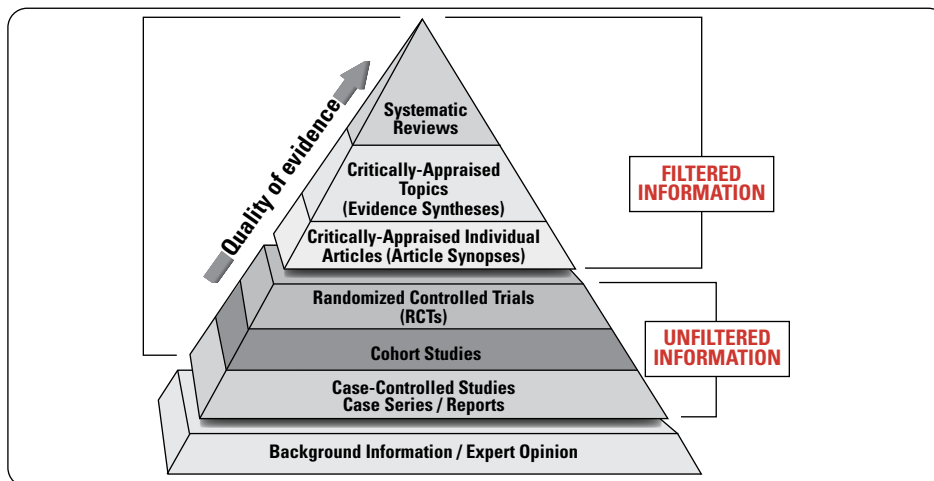 Quality of evidence
Systematic
Reviews
Critically-Appraised
Topics
(Evidence Syntheses)
Critically-Appraised Individual
Articles (Article Synopses)
FILTERED
INFORMATION
Randomized Controlled Trials
(RCTs)
Cohort Studies
Case-Controlled Studies
Case Series / Reports
UNFILTERED
INFORMATION
Background Information / Expert Opinion